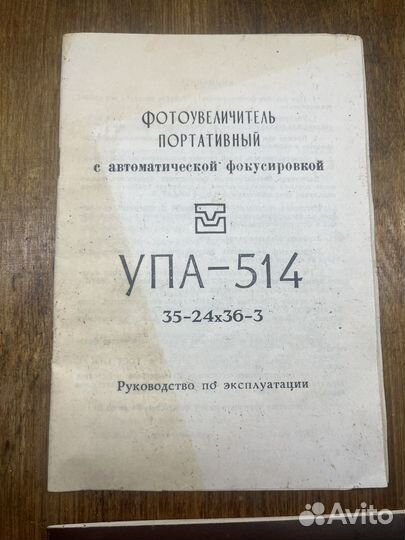 ФОТОУВЕЛИЧИТЕЛЬ
ПОРТАТИВНЫЙ
с автоматической фокусировкой
УПА-514
35-24х36-3
Руководство по эксплуатации
Avito